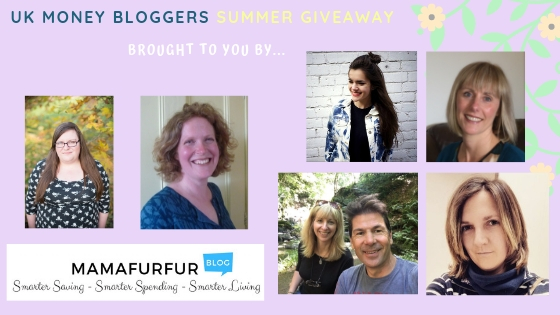 UK MONEY BLOGGERS SUMMER GIVEAWAY
BROUGHT TO YOU BY...
MAMAFURFUR BLOG
Smarter Saving - Smarter Spending - Smarter Living